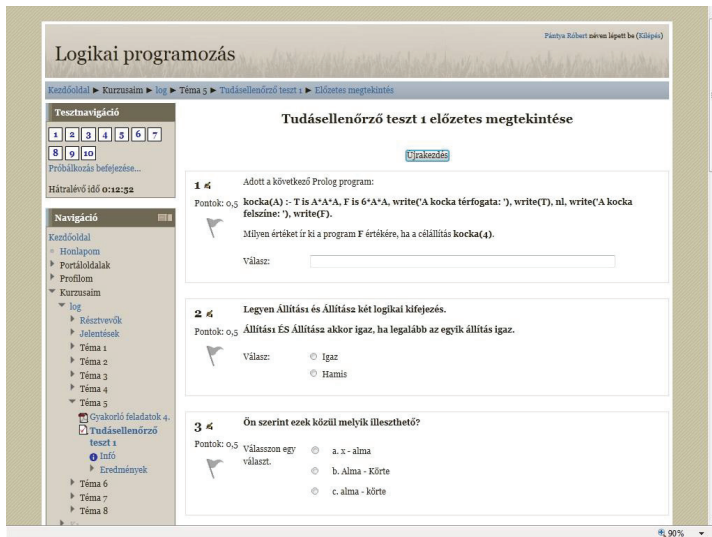 Pántya Róbert néven lépett be (Kilépés)
Logikai programozás
Kezdőoldal ► Kurzusaim ► log ► Téma 5 ► Tudásellenőrző teszt 1 ► Előzetes megtekintés
Tesztnavigáció
1 2 3 4 5 6 7
8 9 10
Próbálkozás befejezése...
Hátralévő idő 0:12:52
Navigáció
Kezdőoldal
Honlapom
Portáloldalak
Profilom
Kurzusaim
log
Résztvevők
Jelentések
Téma 1
Téma 2
Téma 3
Téma 4
Téma 5
Gyakorló feladatok 4.
Tudásellenőrző
teszt 1
Infó
Eredmények
Téma 6
Téma 7
Téma 8
Tudásellenőrző teszt 1 előzetes megtekintése
Újrakezdés
1
Pontok: 0,5
Adott a következő Prolog program:
kocka(A) :- T is A*A*A, F is 6*A*A, write('A kocka térfogata: '), write(T), nl, write('A kocka
felszíne: '), write(F).
Milyen értéket ír ki a program F értékére, ha a célállítás kocka(4).
Válasz:
2
Pontok: 0,5
Legyen Állítás1 és Állítás2 két logikai kifejezés.
Állítás1 ÉS Állítás2 akkor igaz, ha legalább az egyik állítás igaz.
Válasz:
Igaz
Hamis
3
Pontok: 0,5
Ön szerint ezek közül melyik illeszthető?
Válasszon egy
választ.
a. x - alma
b. Alma - Körte
c. alma - körte
90%